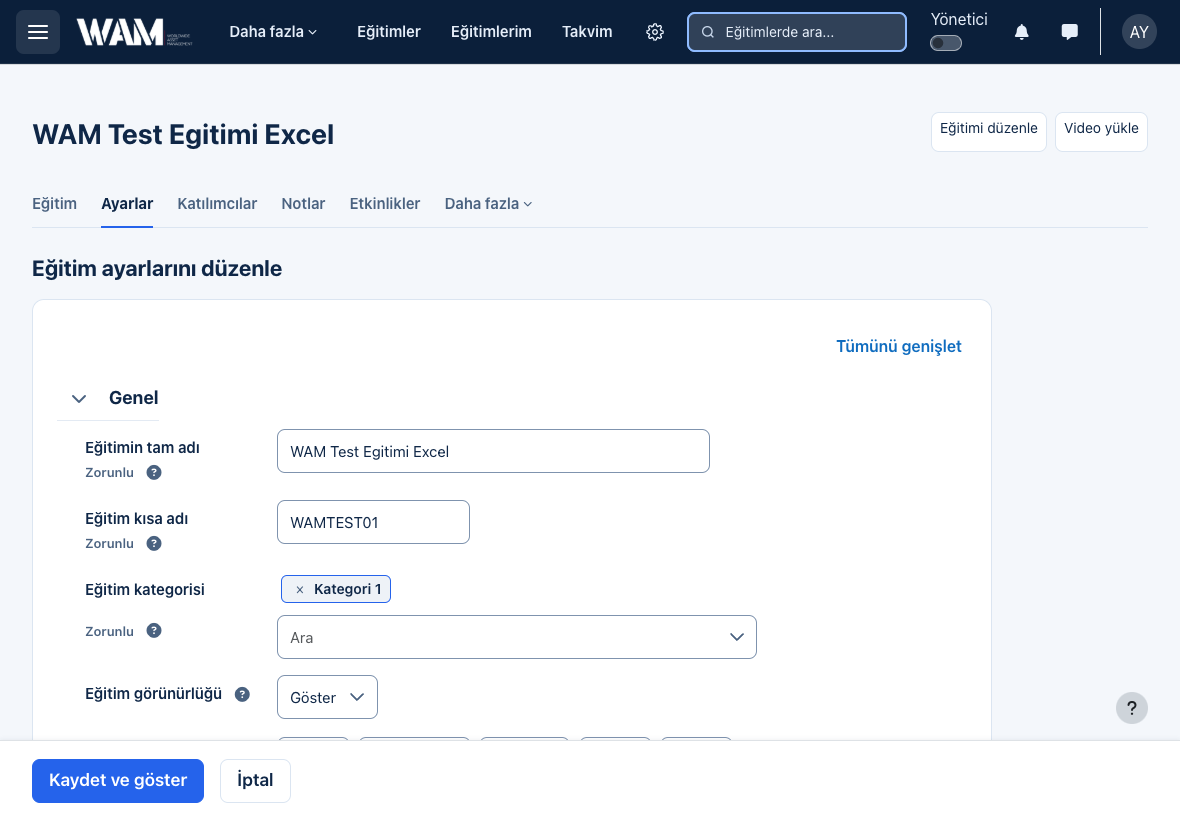 WAM WORLDWIDE ASSET MANAGEMENT
Daha fazla Eğitimler Eğitimlerim Takvim Eğitimlerde ara... Yönetici AY
WAM Test Egitimi Excel
Eğitimi düzenle Video yükle
Eğitim Ayarlar Katılımcılar Notlar Etkinlikler Daha fazla
Eğitim ayarlarını düzenle
Tümünü genişlet
Genel
Eğitimin tam adı WAM Test Egitimi Excel
Zorunlu ?
Eğitim kısa adı WAMTEST01
Zorunlu ?
Eğitim kategorisi × Kategori 1
Zorunlu ? Ara
Eğitim görünürlüğü ? Göster
?
Kaydet ve göster İptal